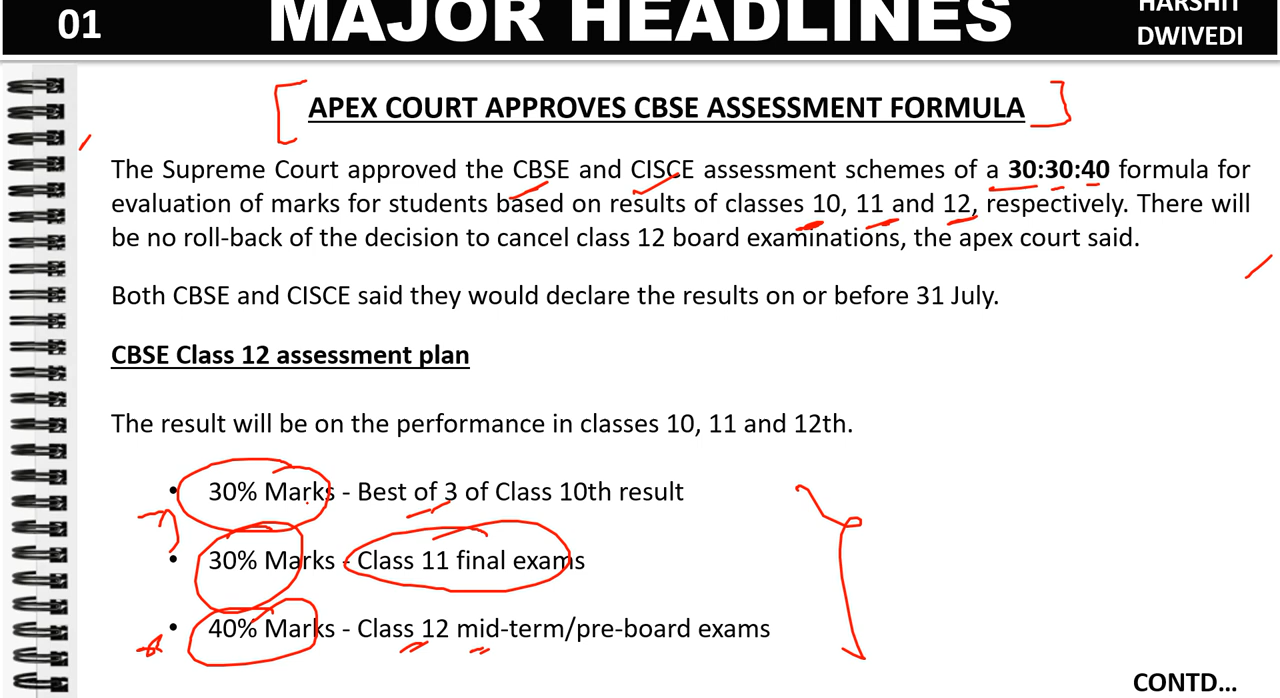 01
MAJOR HEADLINES
HARSHIT
DWIVEDI
APEX COURT APPROVES CBSE ASSESSMENT FORMULA
The Supreme Court approved the CBSE and CISCE assessment schemes of a 30:30:40 formula for
evaluation of marks for students based on results of classes 10, 11 and 12, respectively. There will
be no roll-back of the decision to cancel class 12 board examinations, the apex court said.
Both CBSE and CISCE said they would declare the results on or before 31 July.
CBSE Class 12 assessment plan
The result will be on the performance in classes 10, 11 and 12th.
• 30% Marks - Best of 3 of Class 10th result
• 30% Marks - Class 11 final exams
• 40% Marks - Class 12 mid-term/pre-board exams
CONTD...